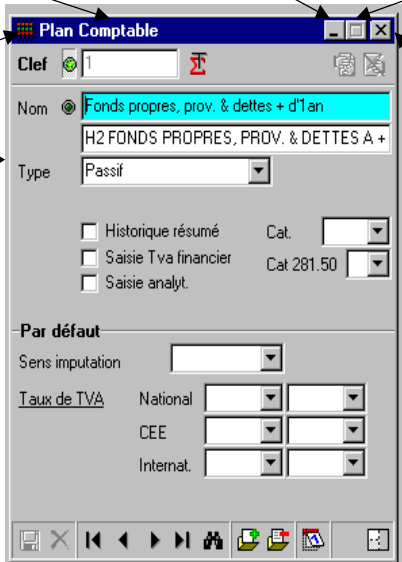 Plan Comptable
Clef 1
Nom Fonds propres, prov. & dettes + d'1an
H2 FONDS PROPRES, PROV. & DETTES A +
Type Passif
Historique résumé Cat.
Saisie Tva financier Cat 281.50
Saisie analyt.
Par défaut
Sens imputation
Taux de TVA National
CEE
Internat.